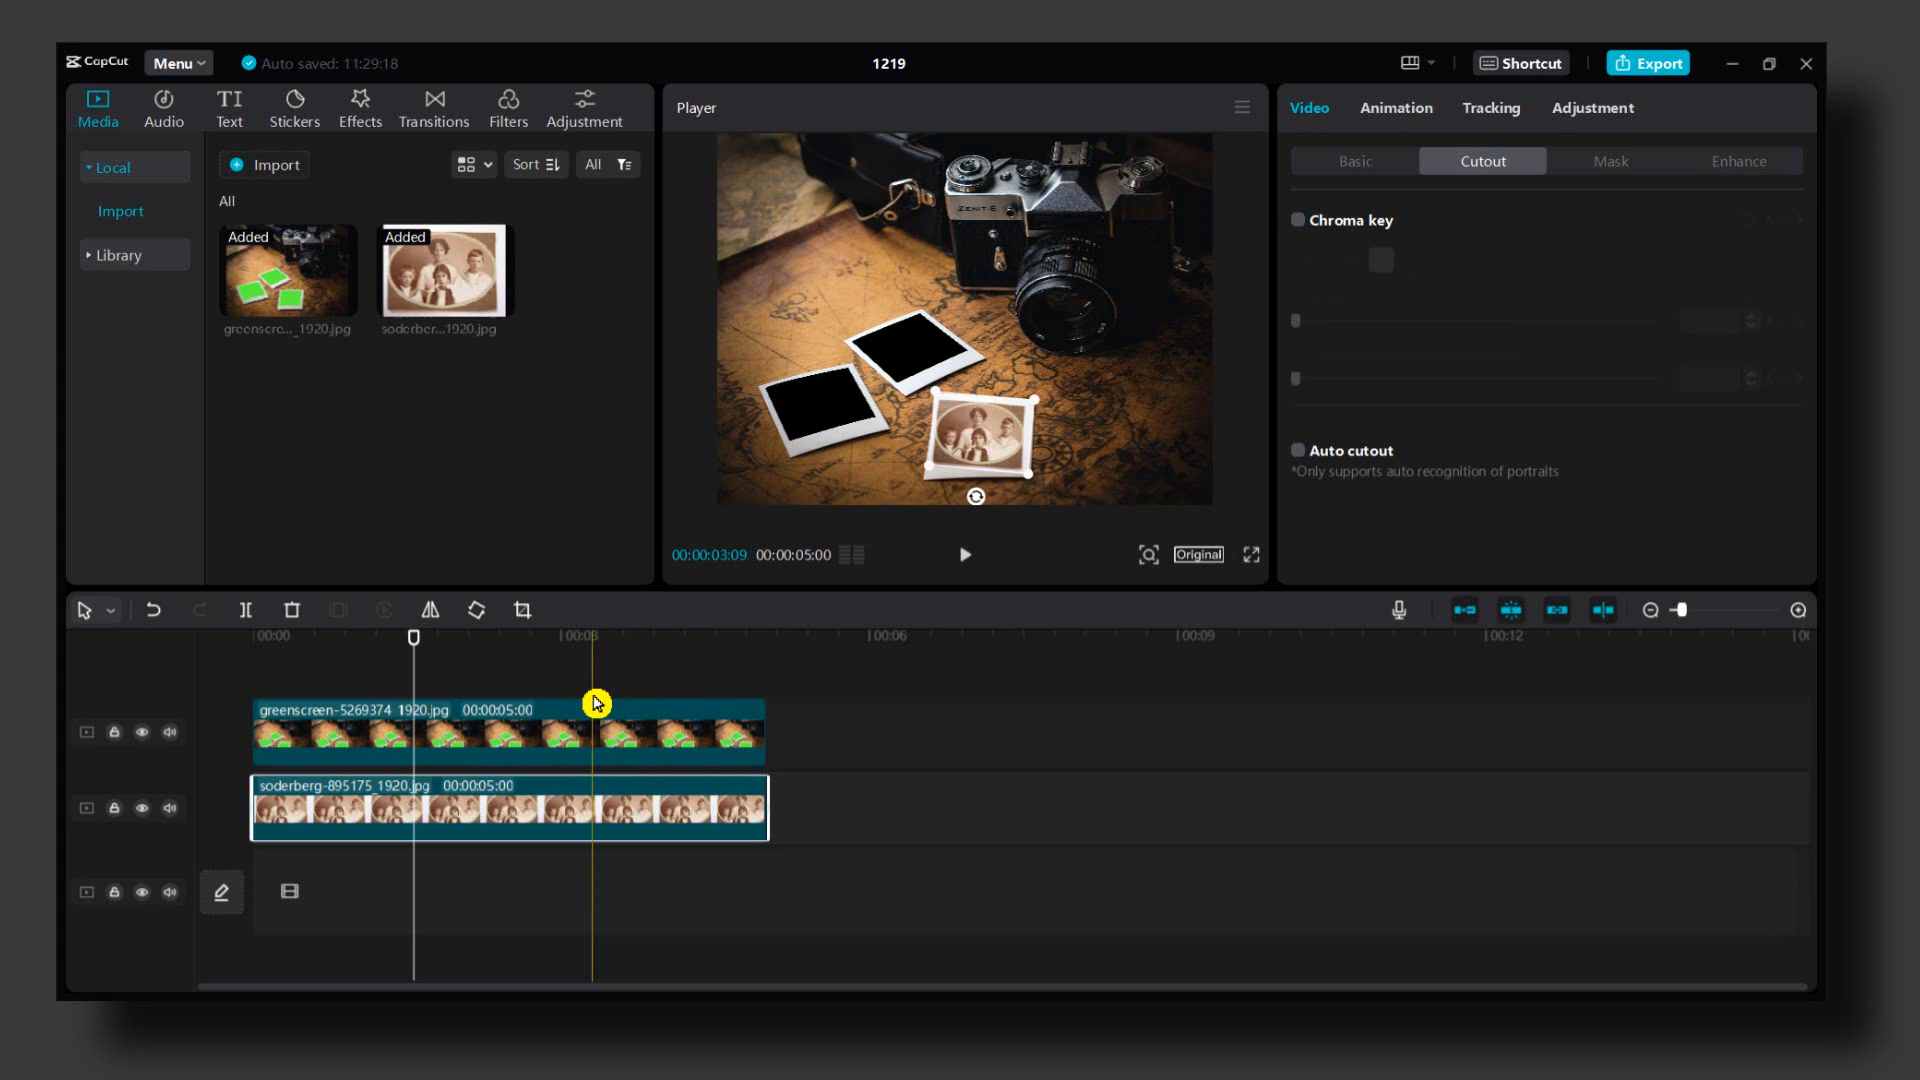 CapCut
Menu
Auto saved: 11:29:18
1219
Shortcut
Export
Media
Audio
TI
Text
Stickers
Effects
Transitions
Filters
Adjustment
Player
Video
Animation
Tracking
Adjustment
Local
Import
Library
Import
Sort
All
All
Added
greenscre..._1920.jpg
Added
soderber...1920.jpg
ZENIT-E
Basic
Cutout
Mask
Enhance
Chroma key
Auto cutout
*Only supports auto recognition of portraits
00:00:03:09 00:00:05:00
Original
00:00
00:03
00:06
00:09
00:12
greenscreen-5269374_1920.jpg 00:00:05:00
soderberg-895175_1920.jpg 00:00:05:00